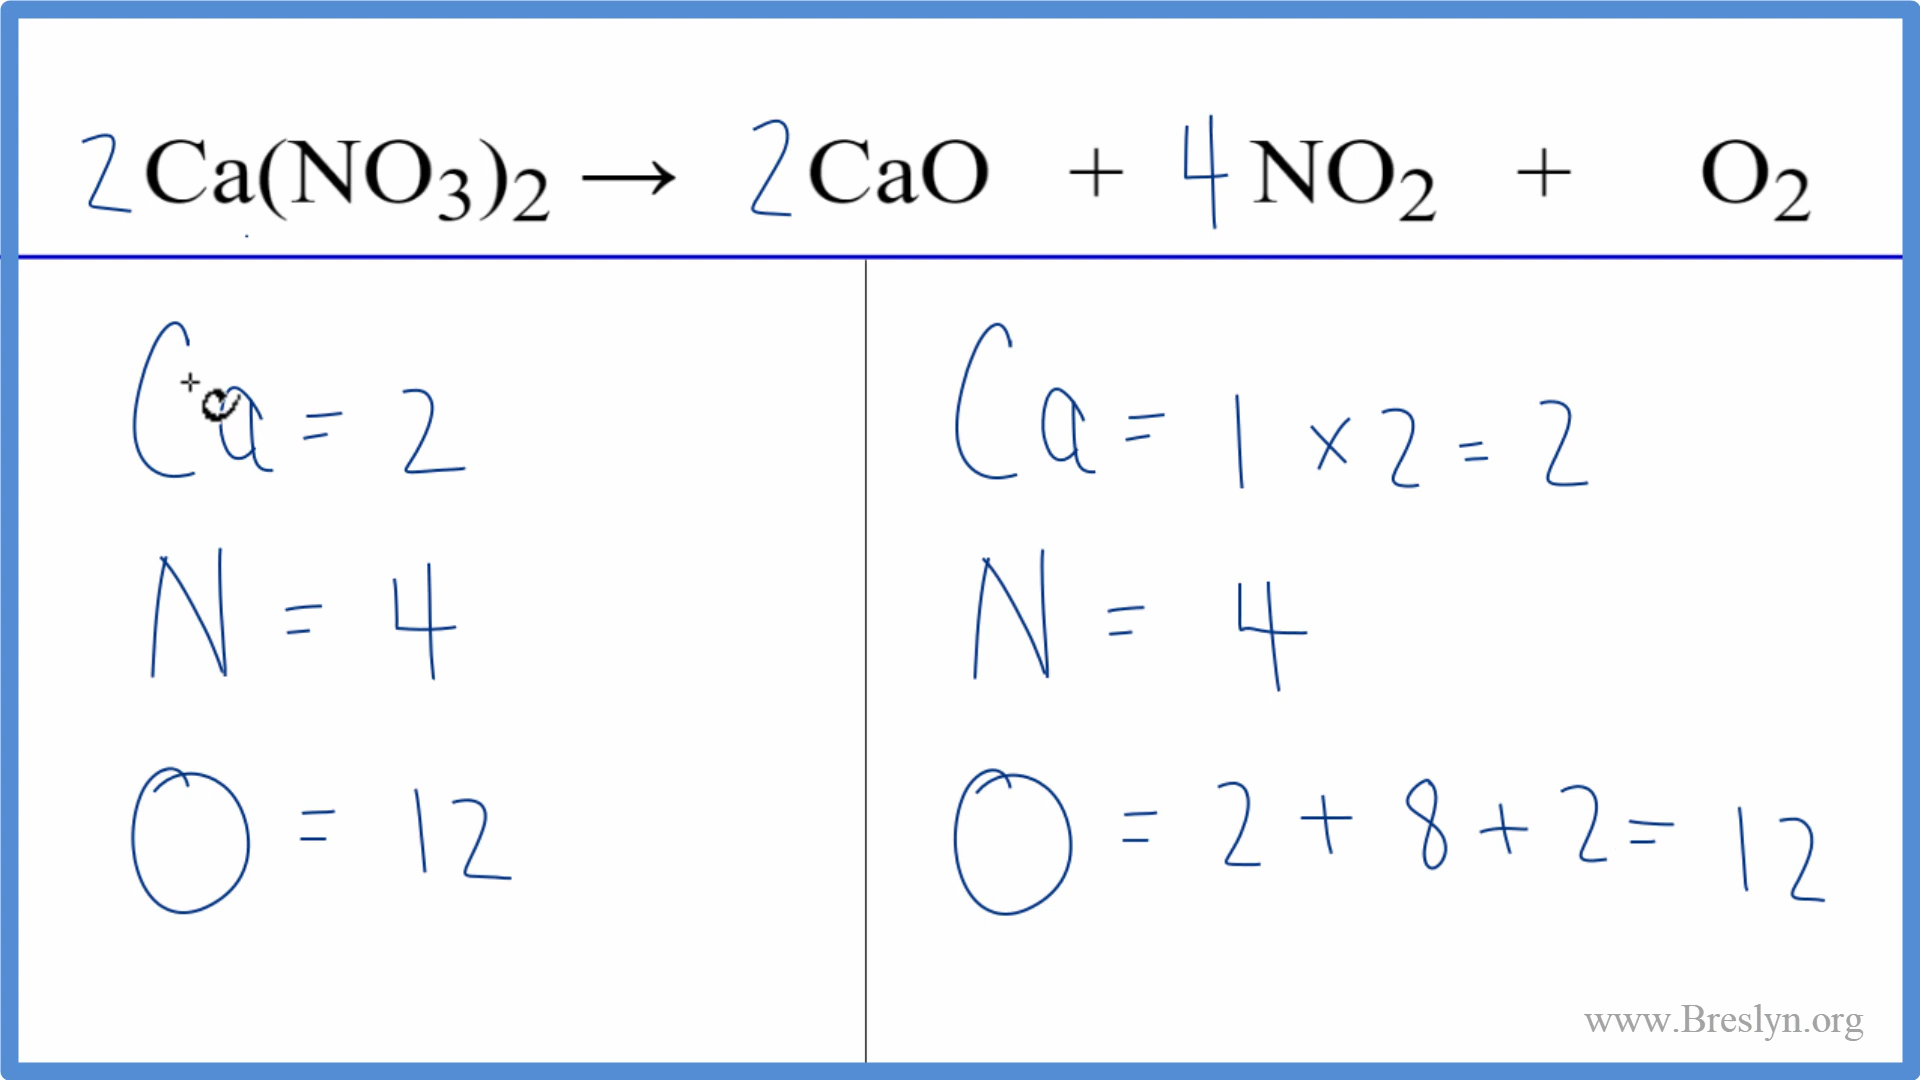 2Ca(NO₃)₂ → 2CaO + 4NO₂ + O₂
Ca = 2
N = 4
O = 12
Ca = 1 × 2 = 2
N = 4
O = 2 + 8 + 2 = 12
www.Breslyn.org